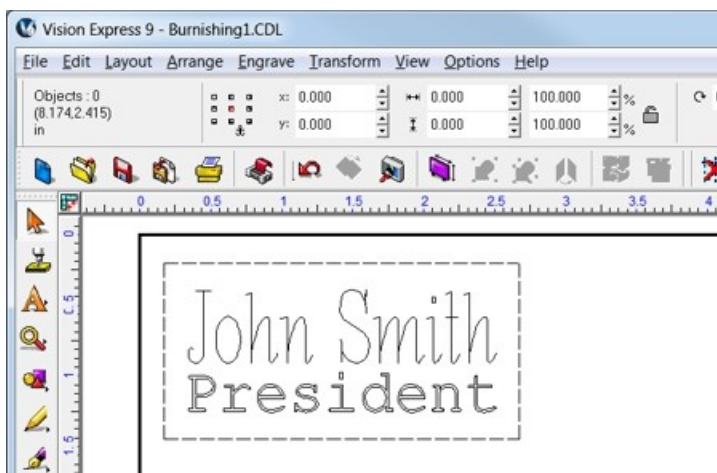 Vision Express 9 - Burnishing1.CDL
File Edit Layout Arrange Engrave Transform View Options Help
Objects : 0
(8.174,2.415)
in
x: 0.000 0.000 100.000 %
y: 0.000 0.000 100.000 %
0 0.5 1 1.5 2 2.5 3 3.5 4
0
0.5
1
1.5
John Smith
President